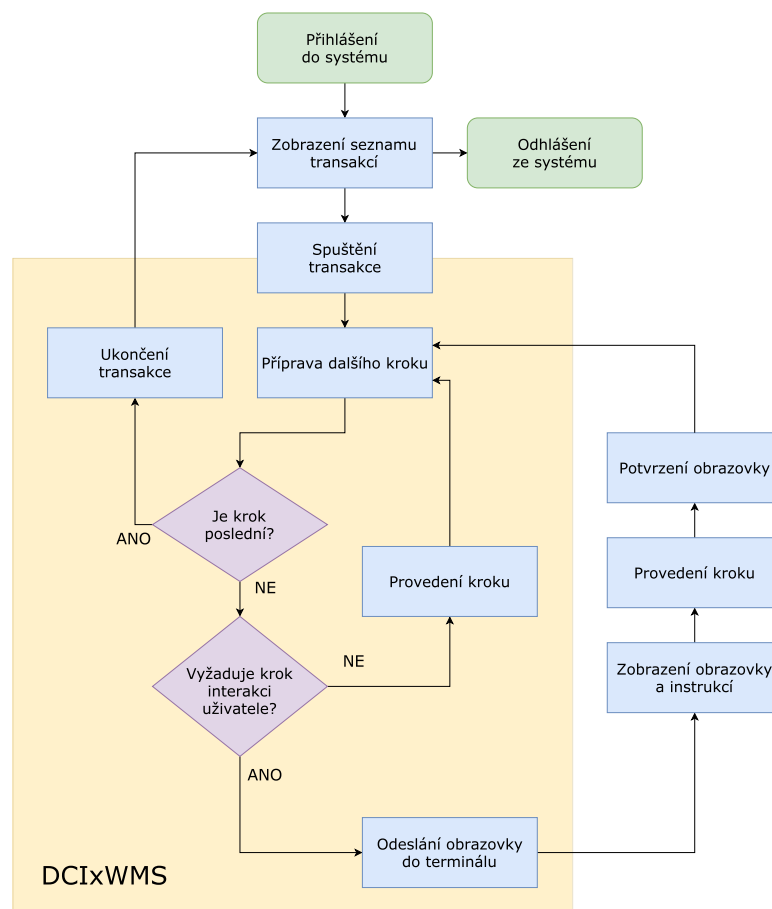 Přihlášení
do systému
Zobrazení seznamu
transakcí
Odhlášení
ze systému
Spuštění
transakce
Ukončení
transakce
Příprava dalšího kroku
Potvrzení obrazovky
Je krok
poslední?
ANO
NE
Provedení kroku
Provedení kroku
Vyžaduje krok
interakci
uživatele?
NE
Zobrazení obrazovky
a instrukcí
ANO
Odeslání obrazovky
do terminálu
DCIxWMS